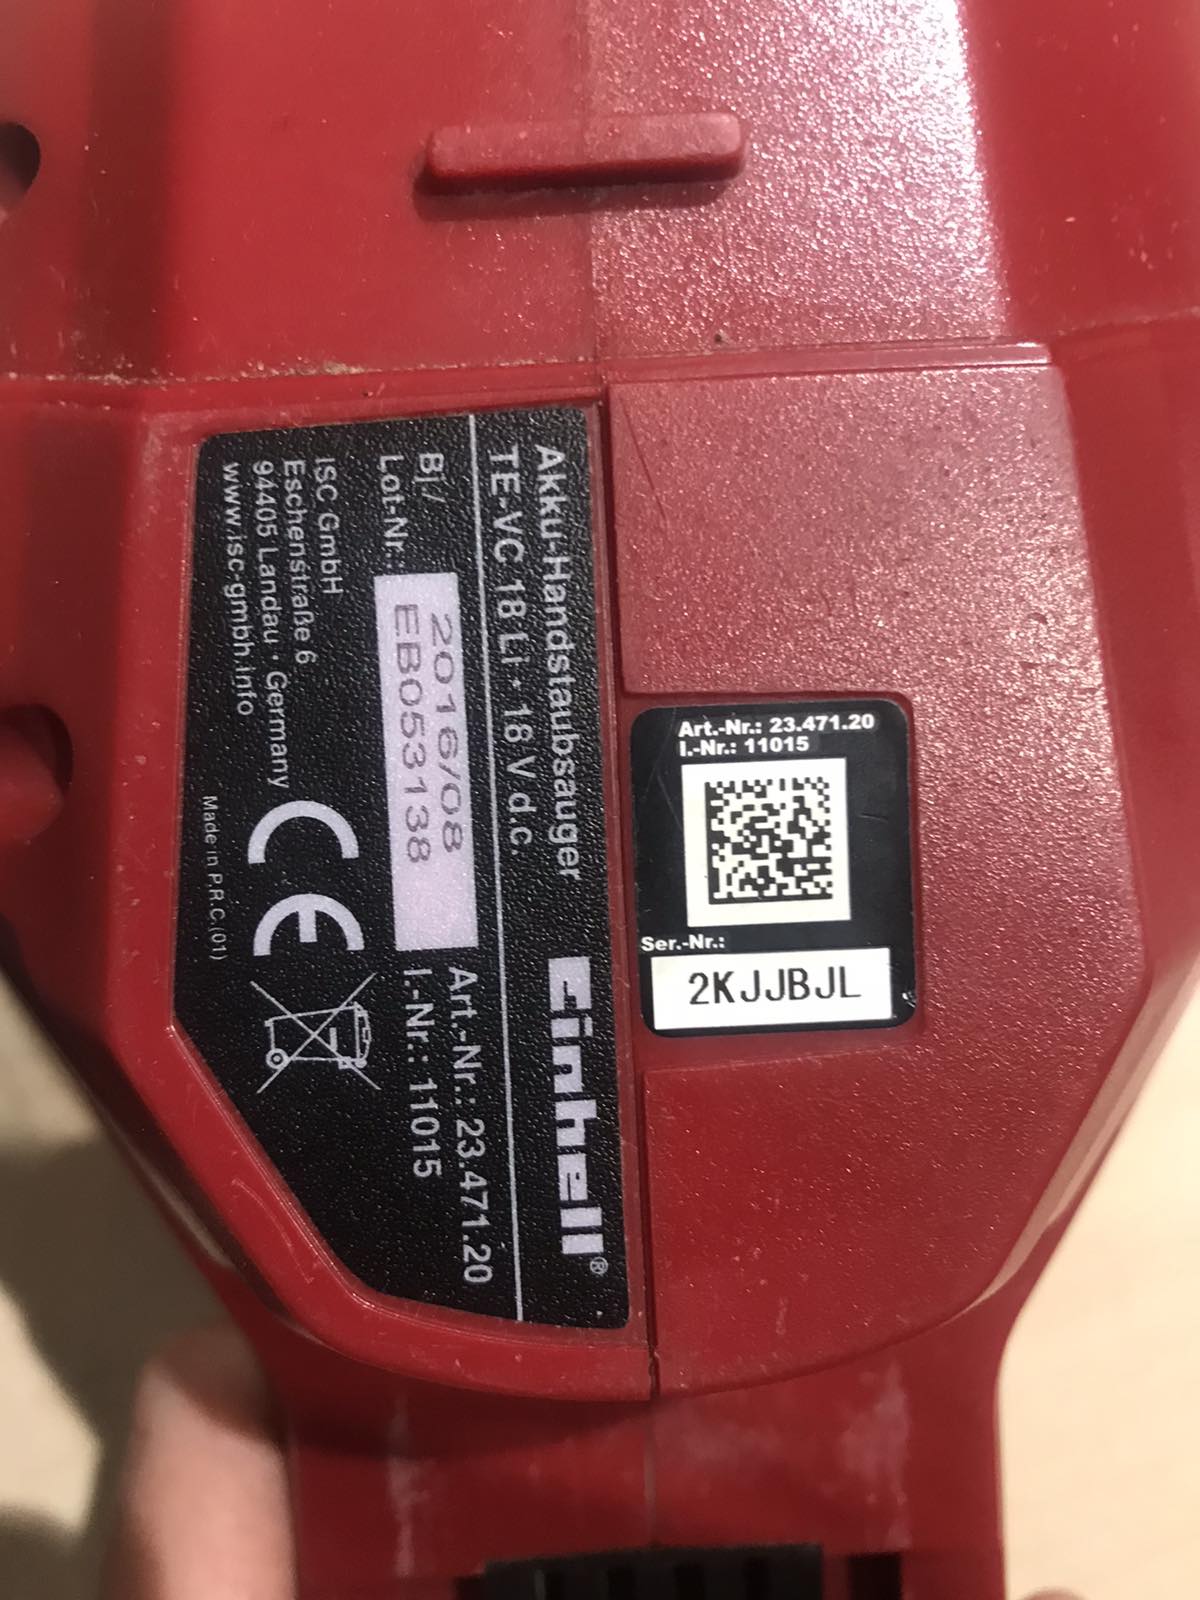 Akku-Handstaubsauger
Einhell®
TE-VC 18 Li · 18 V d.c.
Bj/
Lot-Nr.:
2016/08
EB053138
Art.-Nr.: 23.471.20
I.-Nr.: 11015
ISC GmbH
Eschenstraße 6
94405 Landau · Germany
www.isc-gmbh.info
CE
Made in P.R.C.(01)
Art.-Nr.: 23.471.20
I.-Nr.: 11015
Ser.-Nr.:
2KJJBJL